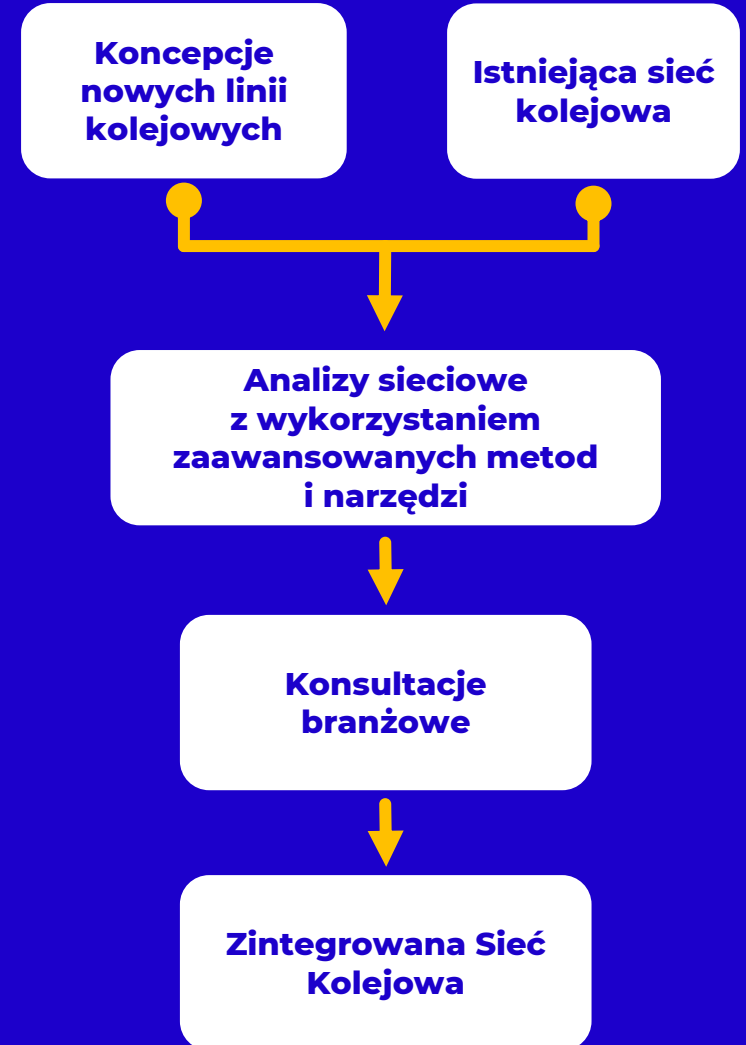 Koncepcje
nowych linii
kolejowych
Istniejąca sieć
kolejowa
Analizy sieciowe
z wykorzystaniem
zaawansowanych metod
i narzędzi
Konsultacje
branżowe
Zintegrowana Sieć
Kolejowa